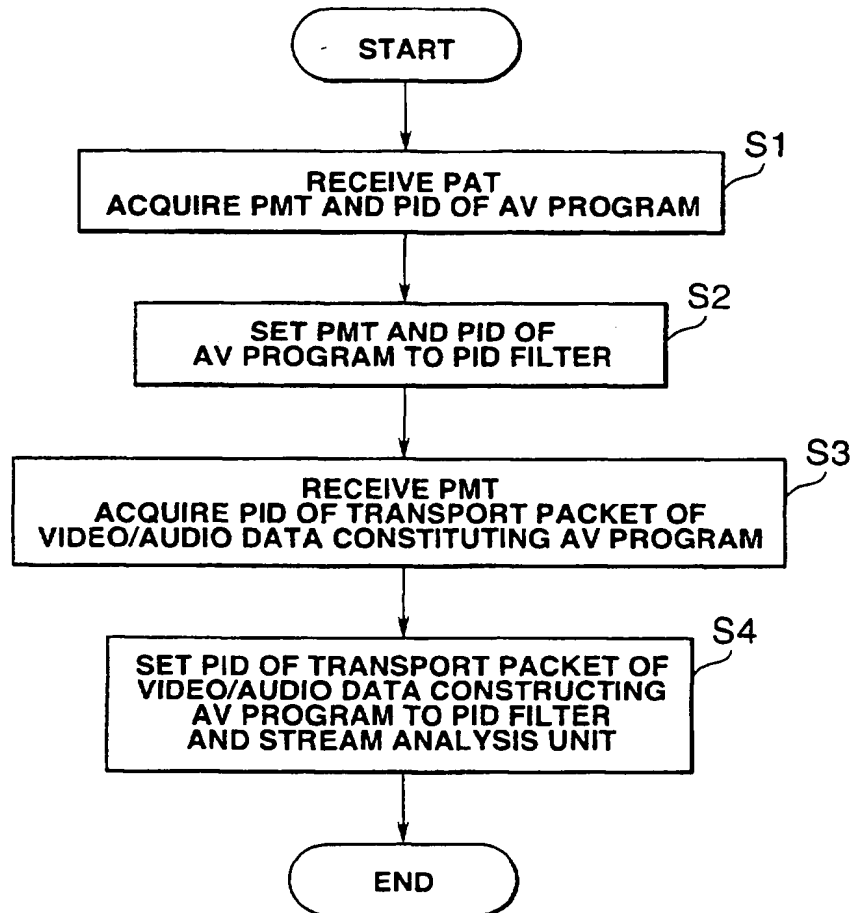 START
S1
RECEIVE PAT
ACQUIRE PMT AND PID OF AV PROGRAM
S2
SET PMT AND PID OF
AV PROGRAM TO PID FILTER
S3
RECEIVE PMT
ACQUIRE PID OF TRANSPORT PACKET OF
VIDEO/AUDIO DATA CONSTITUTING AV PROGRAM
S4
SET PID OF TRANSPORT PACKET OF
VIDEO/AUDIO DATA CONSTRUCTING
AV PROGRAM TO PID FILTER
AND STREAM ANALYSIS UNIT
END